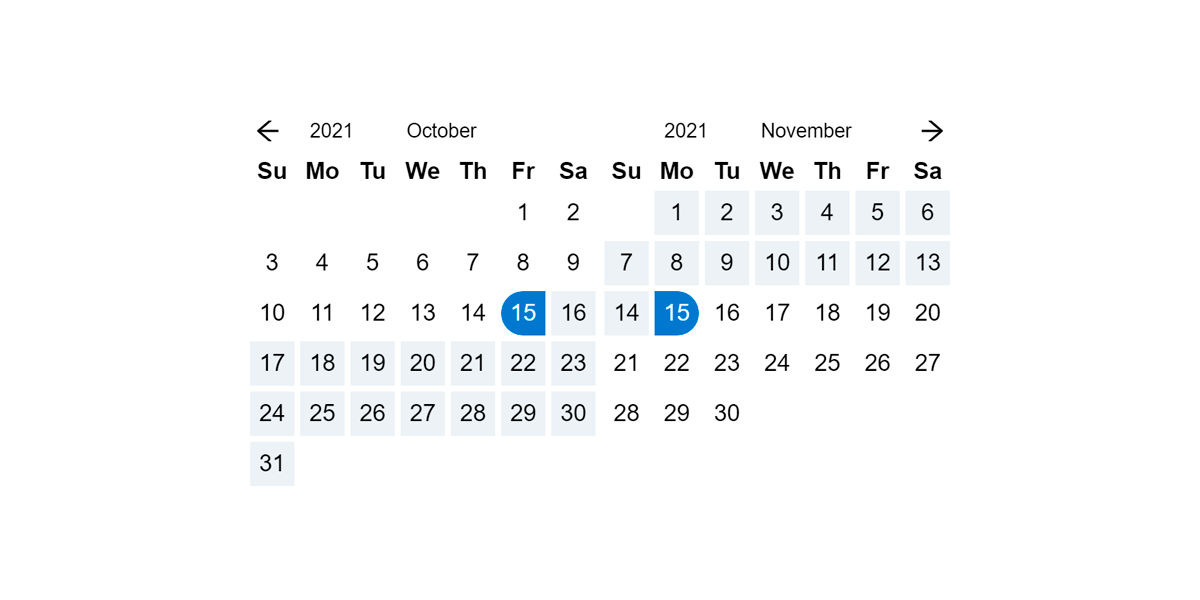 2021 October
Su Mo Tu We Th Fr Sa
1 2
3 4 5 6 7 8 9
10 11 12 13 14 15 16
17 18 19 20 21 22 23
24 25 26 27 28 29 30
31
2021 November
Su Mo Tu We Th Fr Sa
1 2 3 4 5 6
7 8 9 10 11 12 13
14 15 16 17 18 19 20
21 22 23 24 25 26 27
28 29 30